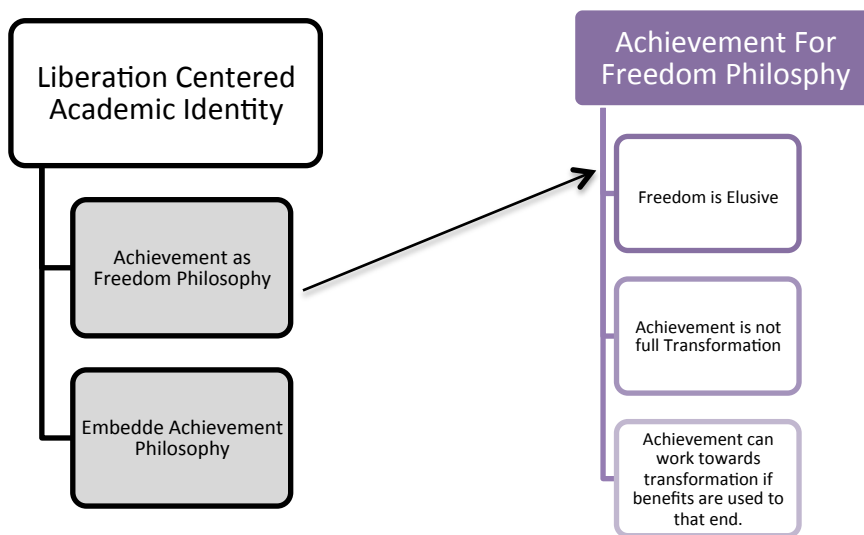 Liberation Centered
Academic Identity
Achievement as
Freedom Philosophy
Embedde Achievement
Philosophy
Achievement For
Freedom Philosphy
Freedom is Elusive
Achievement is not
full Transformation
Achievement can
work towards
transformation if
benefits are used to
that end.